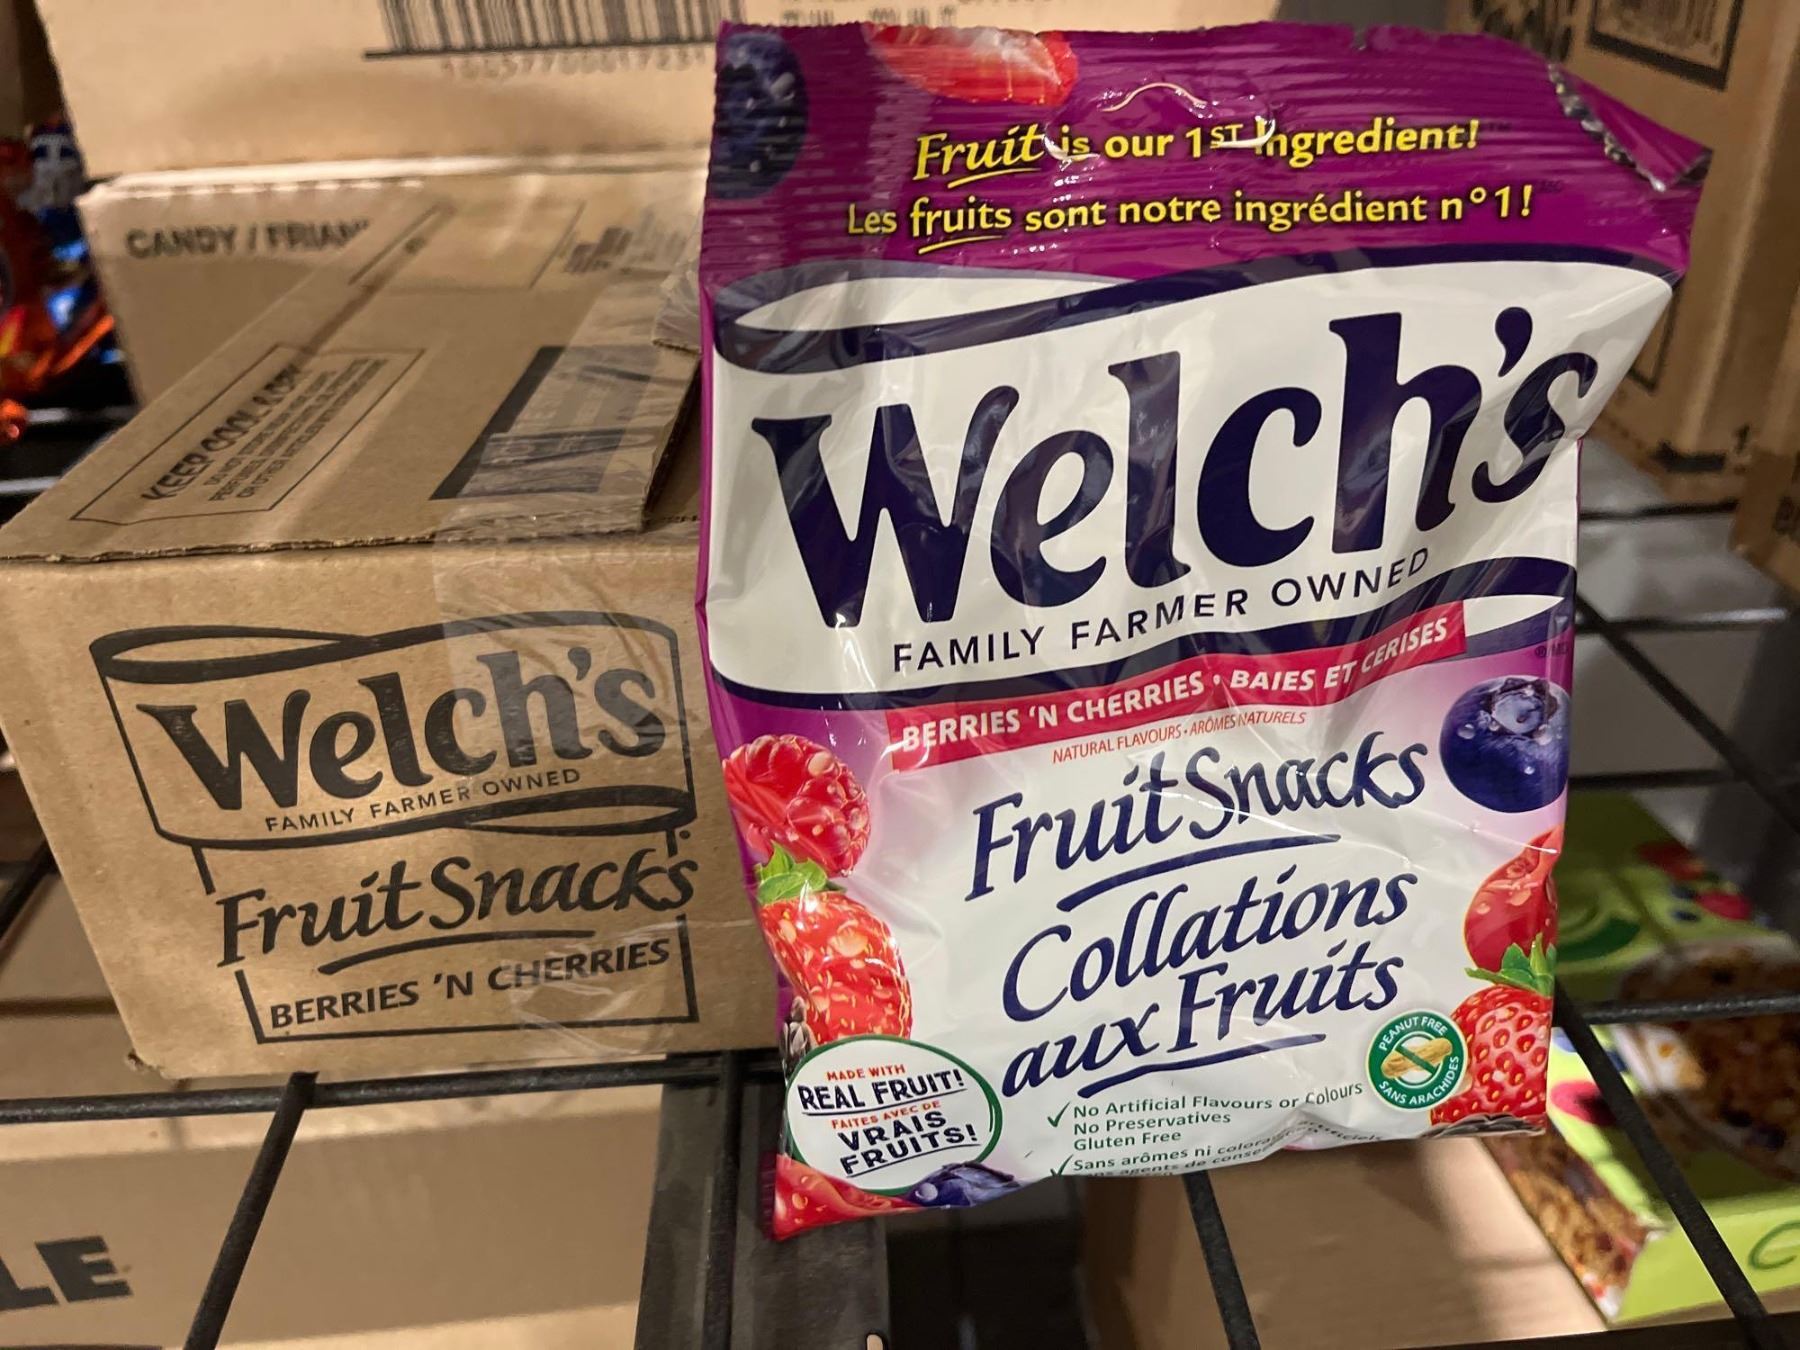 CANDY / FRIAN
KEEP COOL & DRY
Welch's
FAMILY FARMER OWNED
Fruit Snacks
BERRIES 'N CHERRIES
LE
Fruit is our 1ST Ingredient!
Les fruits sont notre ingrédient n°1!
Welch's
FAMILY FARMER OWNED
BERRIES 'N CHERRIES • BAIES ET CERISES
NATURAL FLAVOURS • ARÔMES NATURELS
Fruit Snacks
Collations
aux Fruits
MADE WITH
REAL FRUIT!
FAITES AVEC DE
VRAIS
FRUITS!
PEANUT FREE
SANS ARACHIDES
✓ No Artificial Flavours or Colours
No Preservatives
Gluten Free
✓ Sans arômes ni